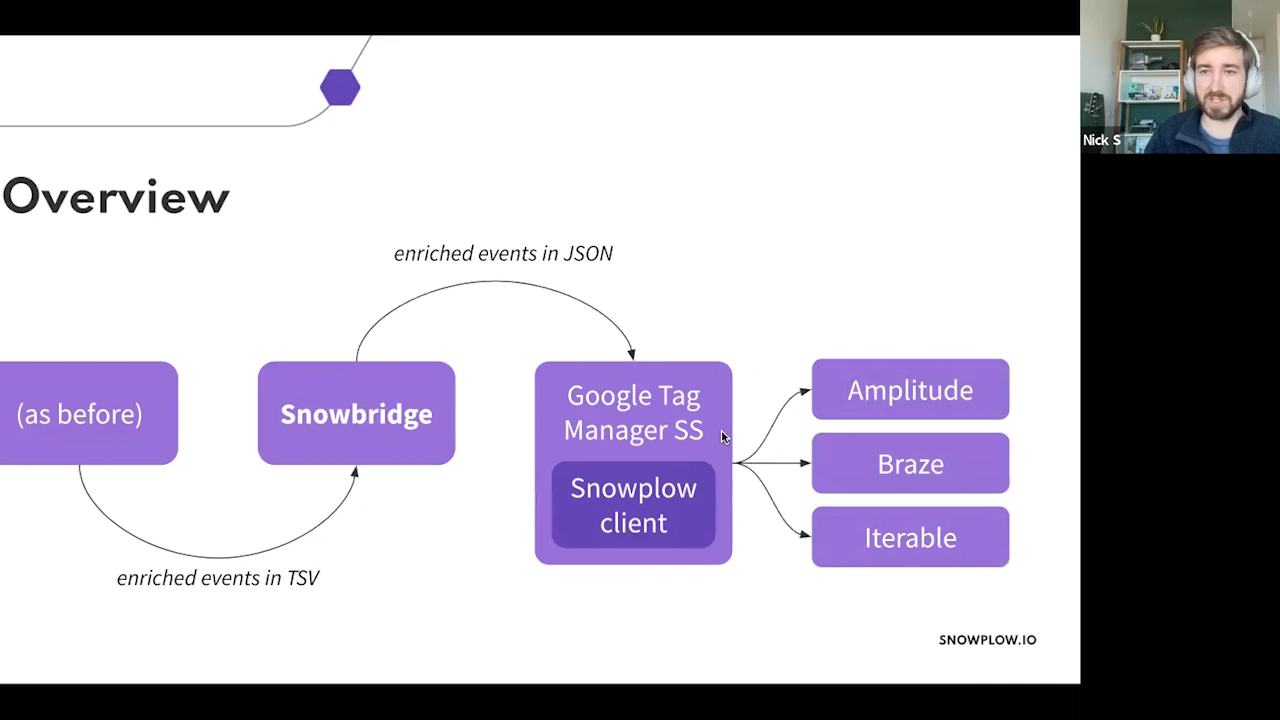 Nick S
Overview
enriched events in JSON
(as before)
Snowbridge
Google Tag
Manager SS
Snowplow
client
Amplitude
Braze
Iterable
enriched events in TSV
SNOWPLOW.IO